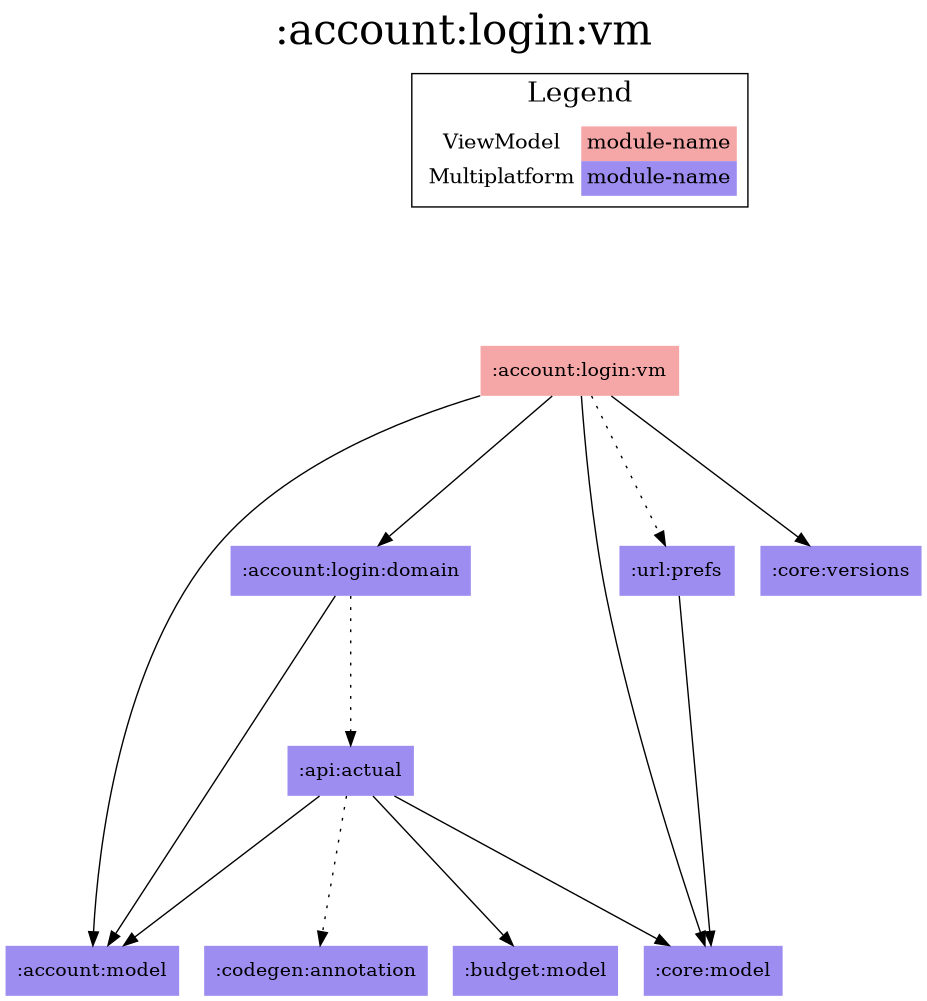 :account:login:vm
Legend
ViewModel module-name
Multiplatform module-name
:account:login:vm
:account:login:domain
:url:prefs
:core:versions
:api:actual
:account:model
:codegen:annotation
:budget:model
:core:model